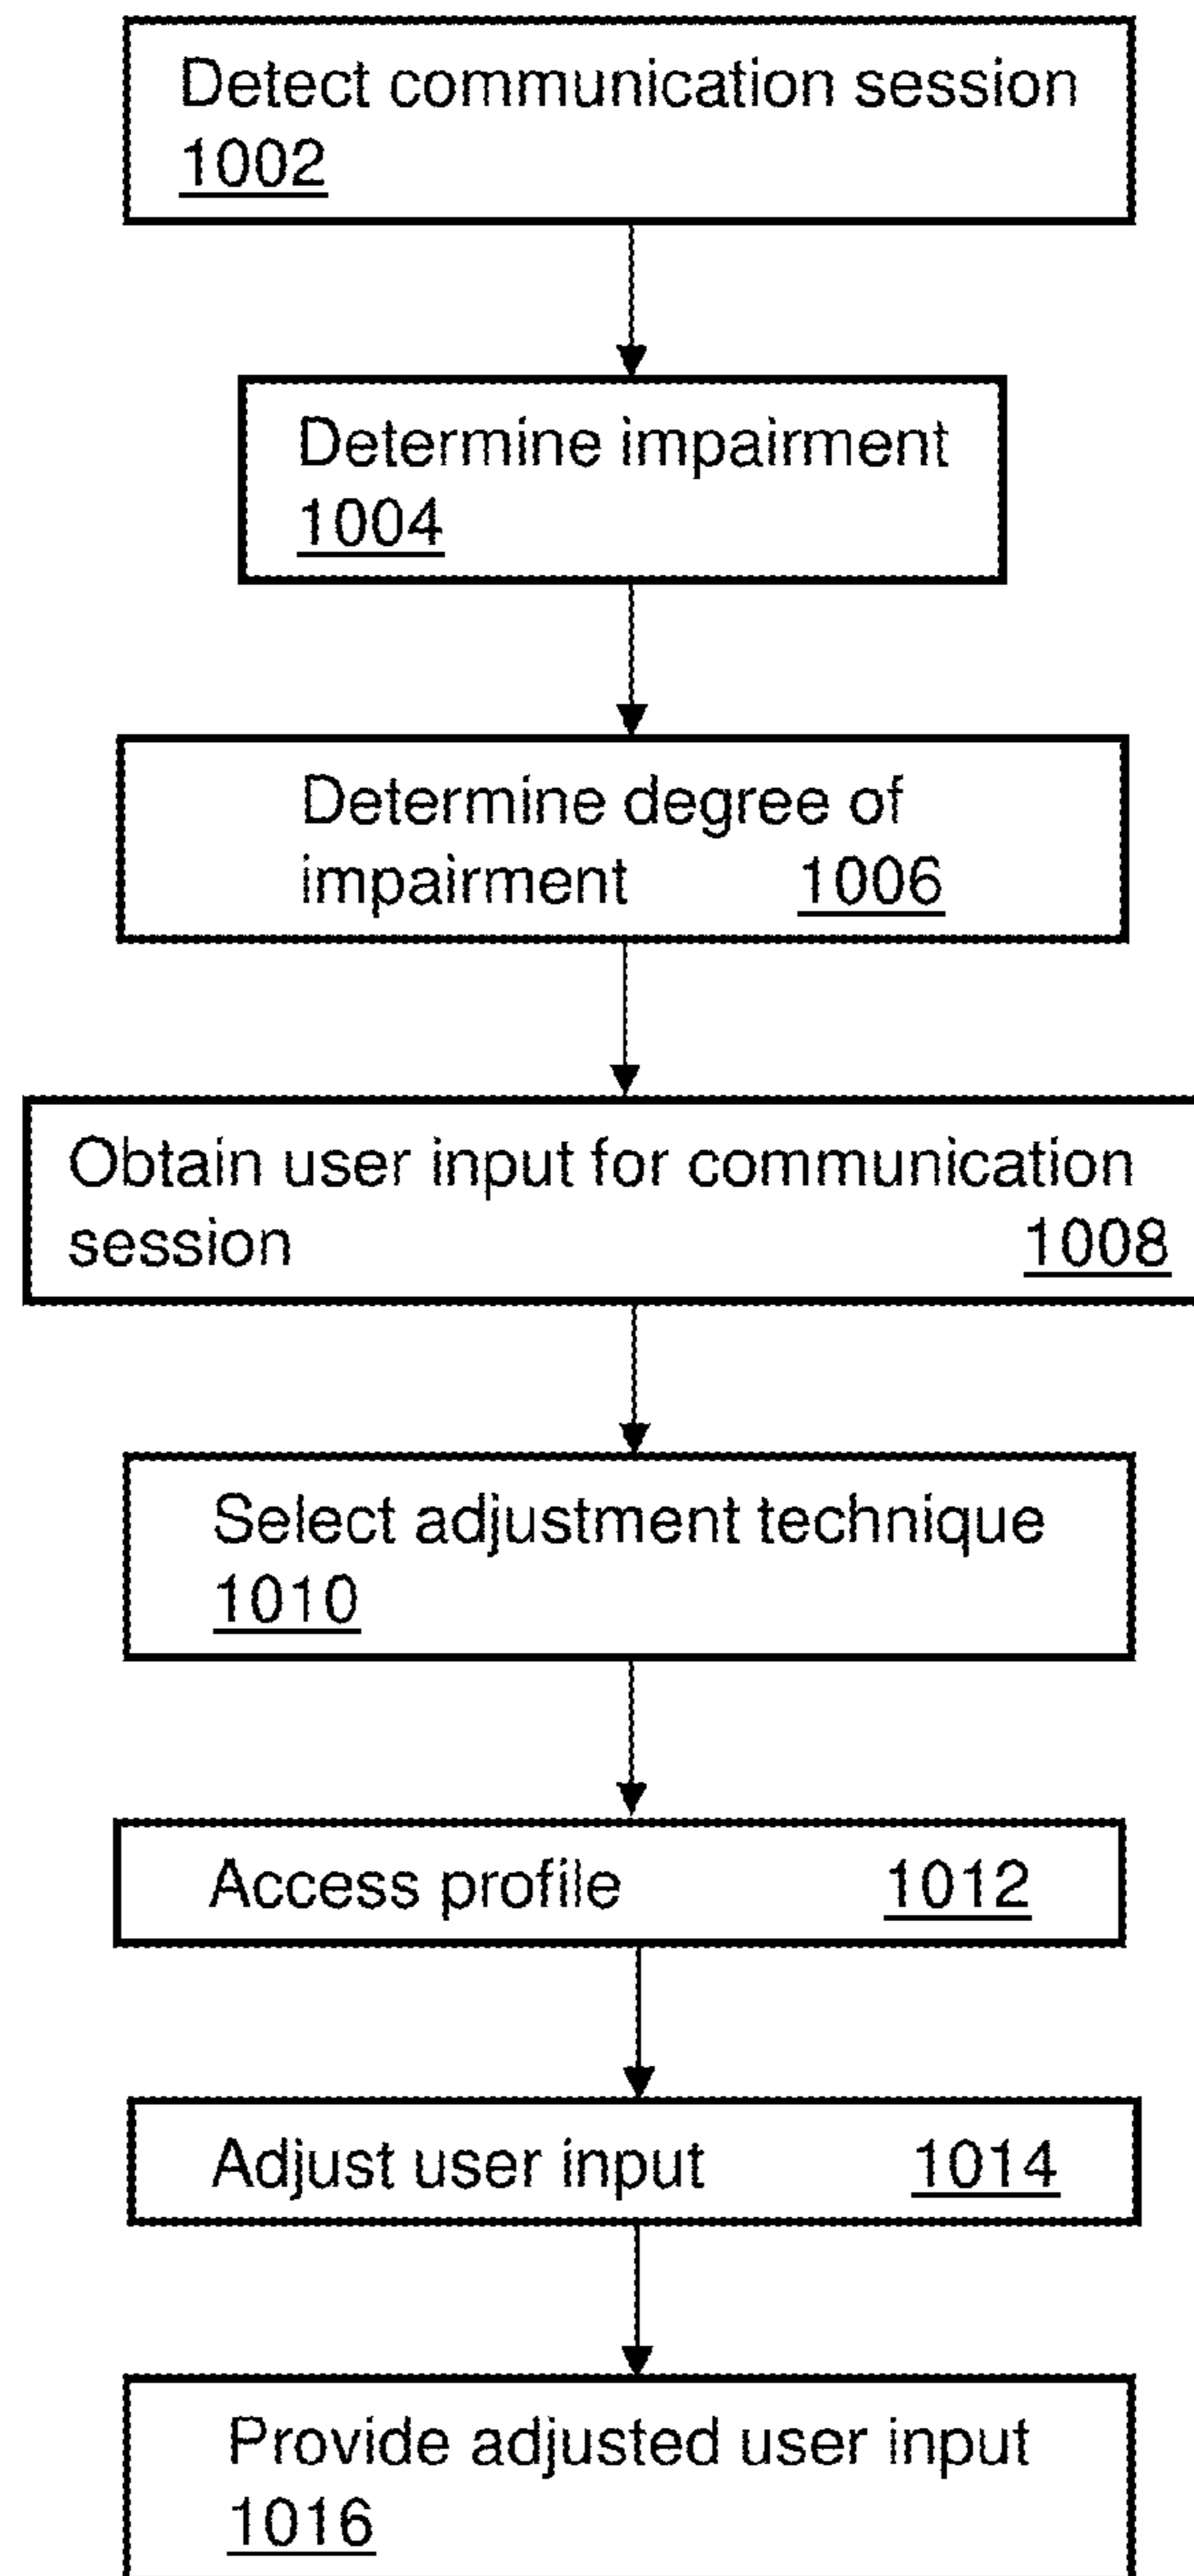 Detect communication session
1002
Determine impairment
1004
Determine degree of
impairment 1006
Obtain user input for communication
session 1008
Select adjustment technique
1010
Access profile 1012
Adjust user input 1014
Provide adjusted user input
1016